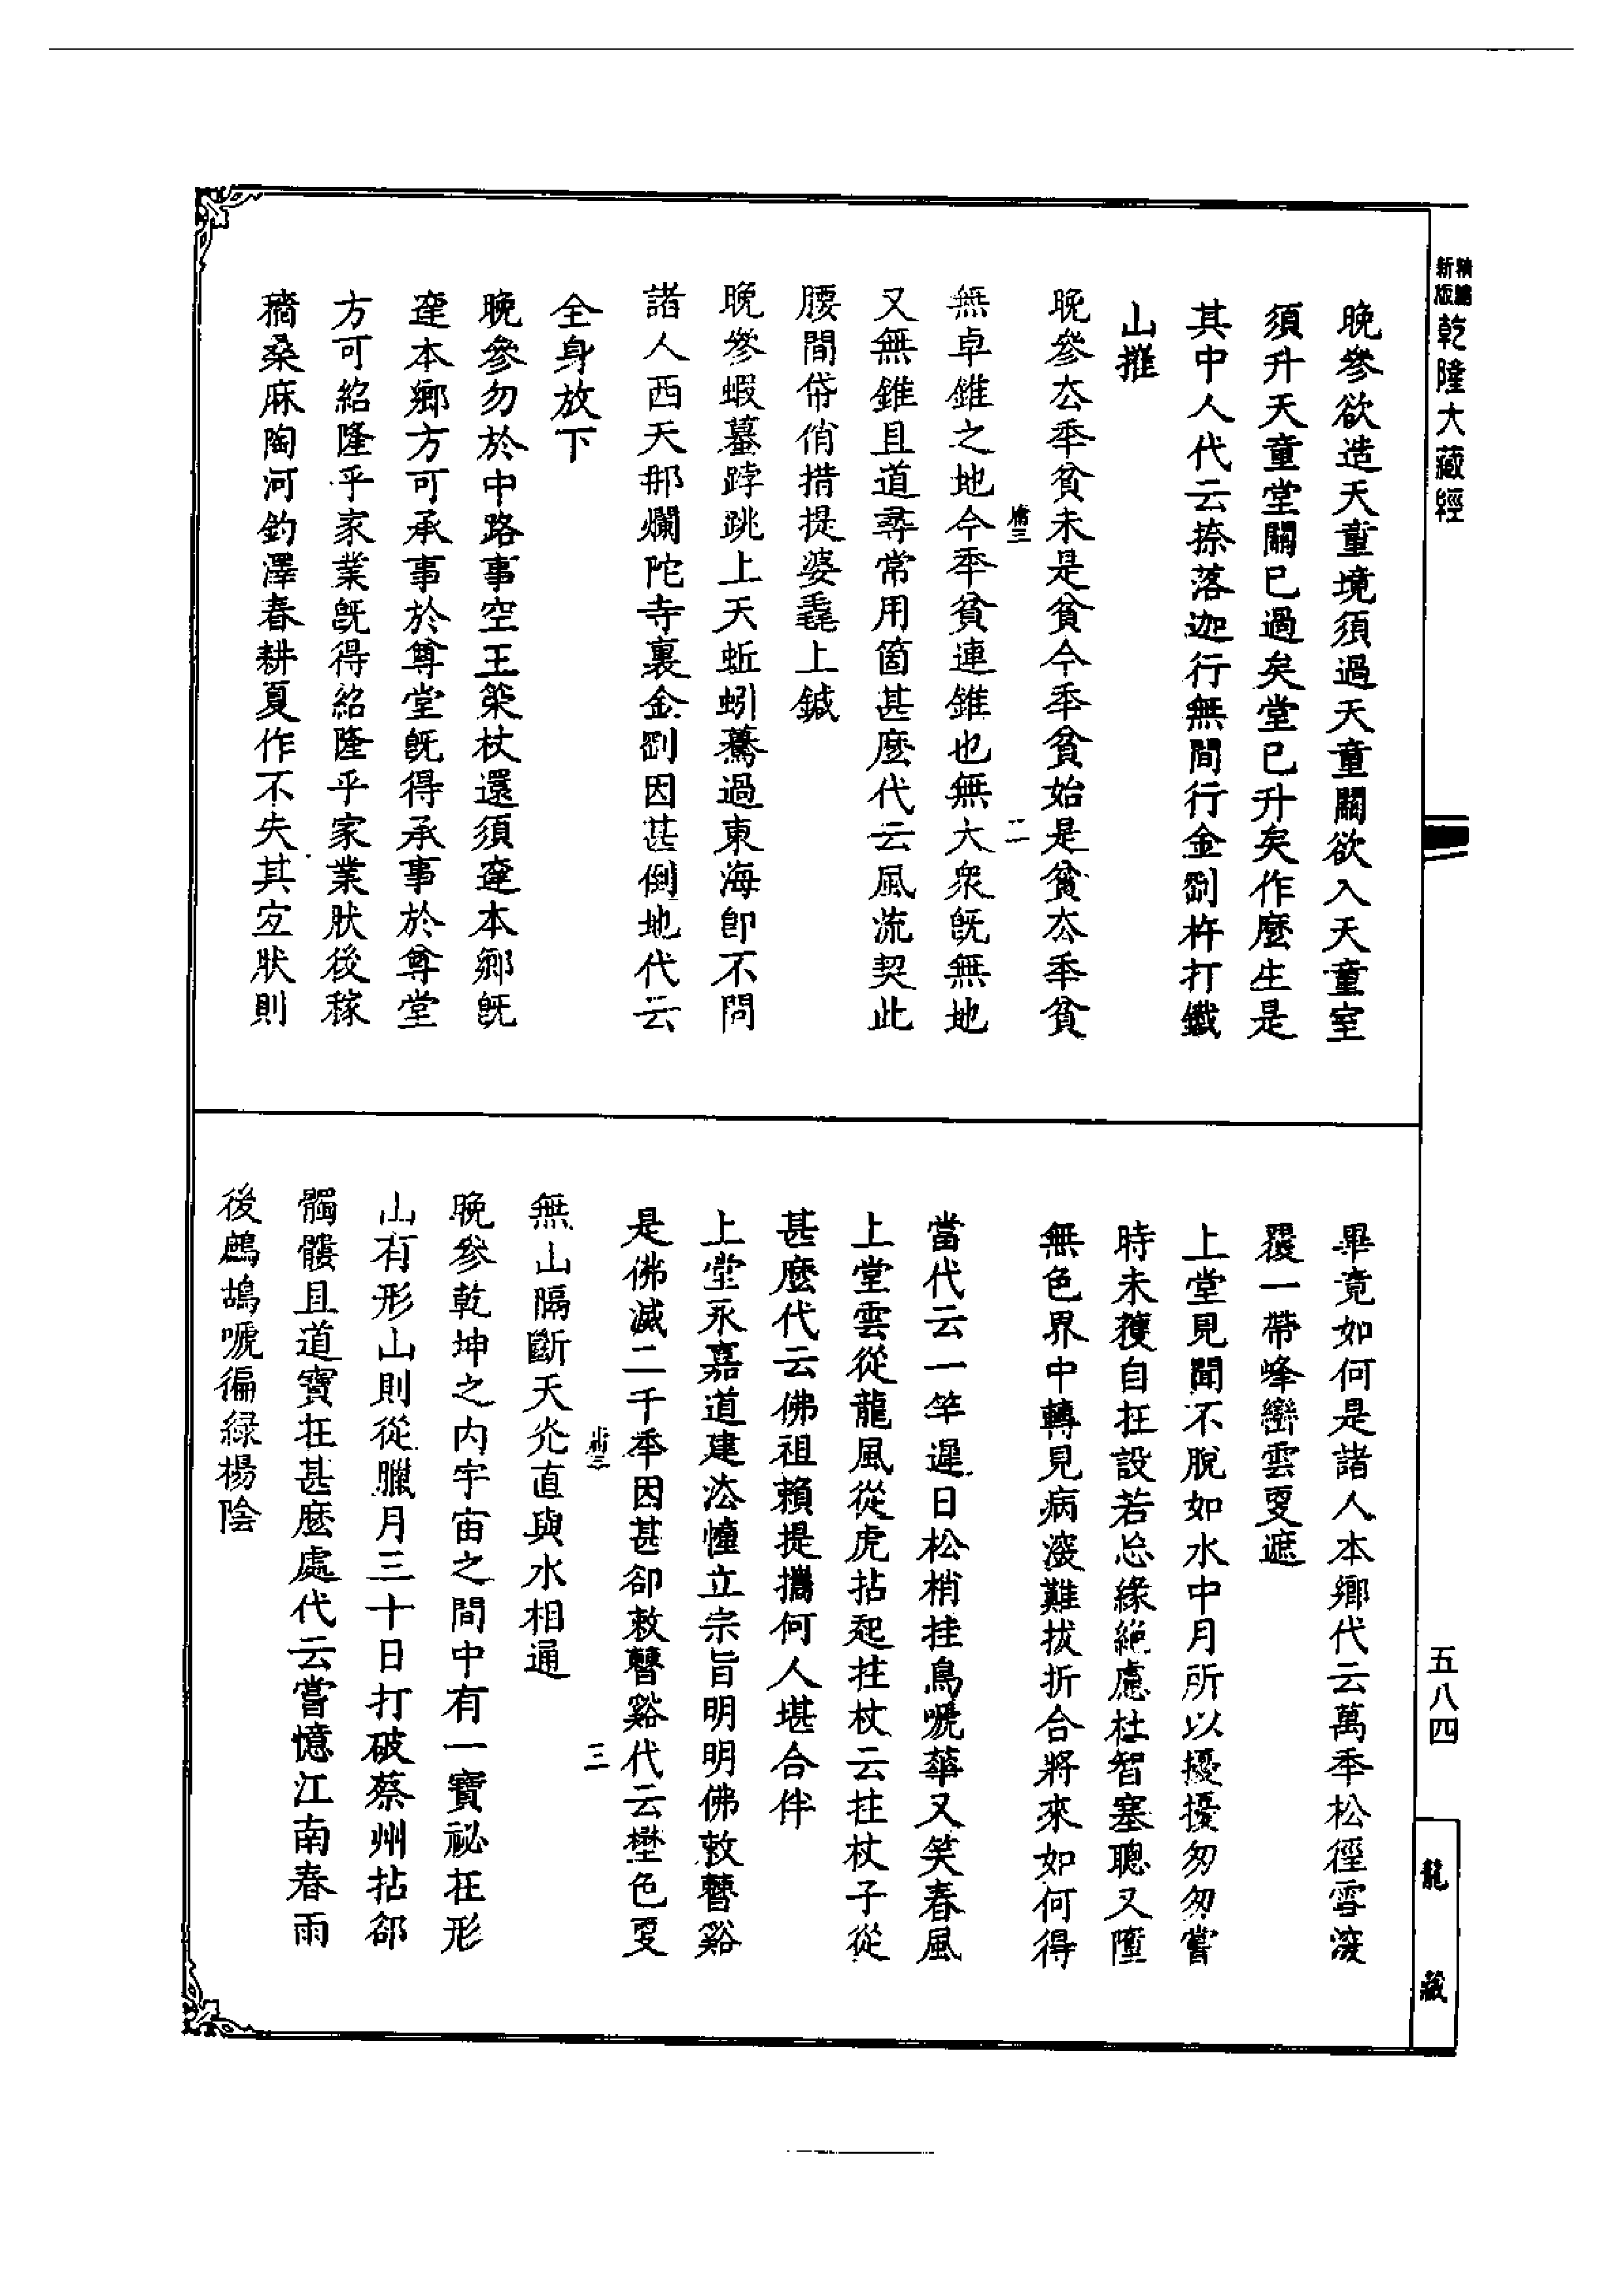 精編
新版
乾隆大藏經
晚參欲造天童境須過天童關欲入天童室
須升天童堂關已過矣堂已升矣作麼生是
其中人代云捺落迦行無間行金剛杵打鐵
山摧
晚參去秊貧未是貧今秊貧始是貧去秊貧
無卓錐之地今秊貧連錐也無大衆旣無地
又無錐且道尋常用箇甚麼代云風流契此
腰間帒俏措提婆毳上鍼
晚參蝦蟇𨁝跳上天蚯蚓驀過東海卽不問
諸人西天那爛陀寺裏金剛因甚倒地代云
全身放下
晚參勿於中路事空王策杖還須達本鄉旣
達本鄉方可承事於尊堂旣得承事於尊堂
方可紹隆乎家業旣得紹隆乎家業狀後稼
穡桑麻陶河釣澤春耕夏作不失其宐狀則
二
畢竟如何是諸人本鄉代云萬秊松徑雪深
覆一帶峰巒雲更遮
上堂見聞不脫如水中月所以擾擾匆匆嘗
時未穫自在設若忘緣絕慮杜智塞聰又墮
無色界中轉見病深難拔折合將來如何得
當代云一竿遲日松梢挂鳥嗁華又笑春風
上堂雲從龍風從虎拈起拄杖云拄杖子從
甚麼代云佛祖賴提攜何人堪合伴
上堂永嘉道建法幢立宗旨明明佛敕曹谿
是佛滅二千秊因甚卻敕曹谿代云壄色更
無山隔斷天光直與水相通
晚參乾坤之内宇宙之間中有一寶祕在形
山有形山則從臘月三十日打破蔡州拈卻
髑髏且道寶在甚麼處代云嘗憶江南春雨
後鷓鴣嗁徧綠楊陰
三
五八四
龍藏